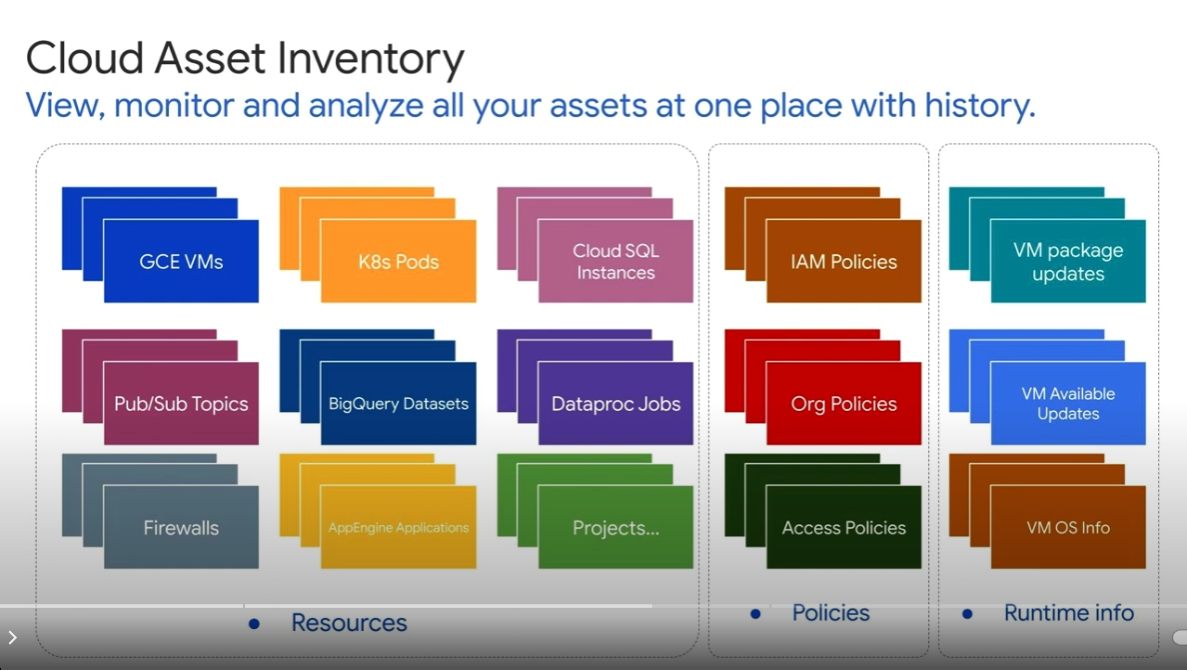 Cloud Asset Inventory
View, monitor and analyze all your assets at one place with history.
GCE VMs
K8s Pods
Cloud SQL
Instances
Pub/Sub Topics
BigQuery Datasets
Dataproc Jobs
Firewalls
AppEngine Applications
Projects...
• Resources
IAM Policies
Org Policies
Access Policies
• Policies
VM package
updates
VM Available
Updates
VM OS Info
• Runtime info